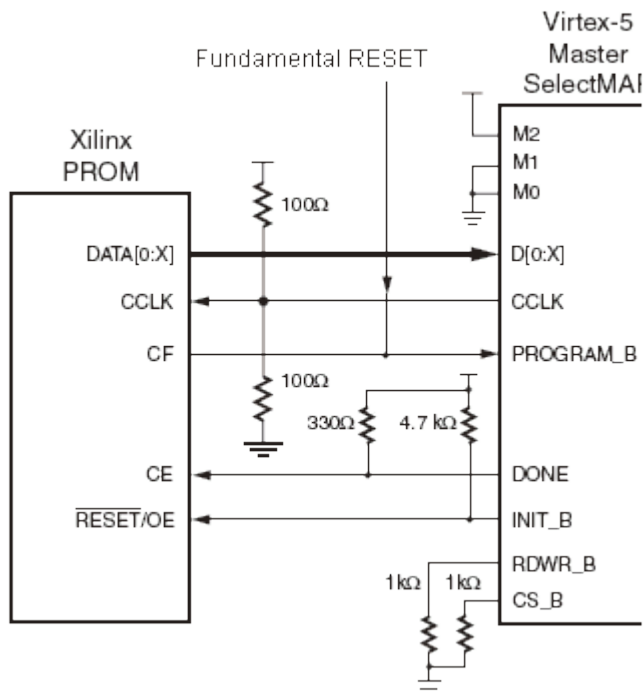 Virtex-5
Master
SelectMAP
Fundamental RESET
Xilinx
PROM
M2
M1
M0
100Ω
DATA[0:X]
D[0:X]
CCLK
CCLK
CF
PROGRAM_B
100Ω
330Ω
4.7 kΩ
CE
DONE
RESET/OE
INIT_B
RDWR_B
1kΩ
1kΩ
CS_B